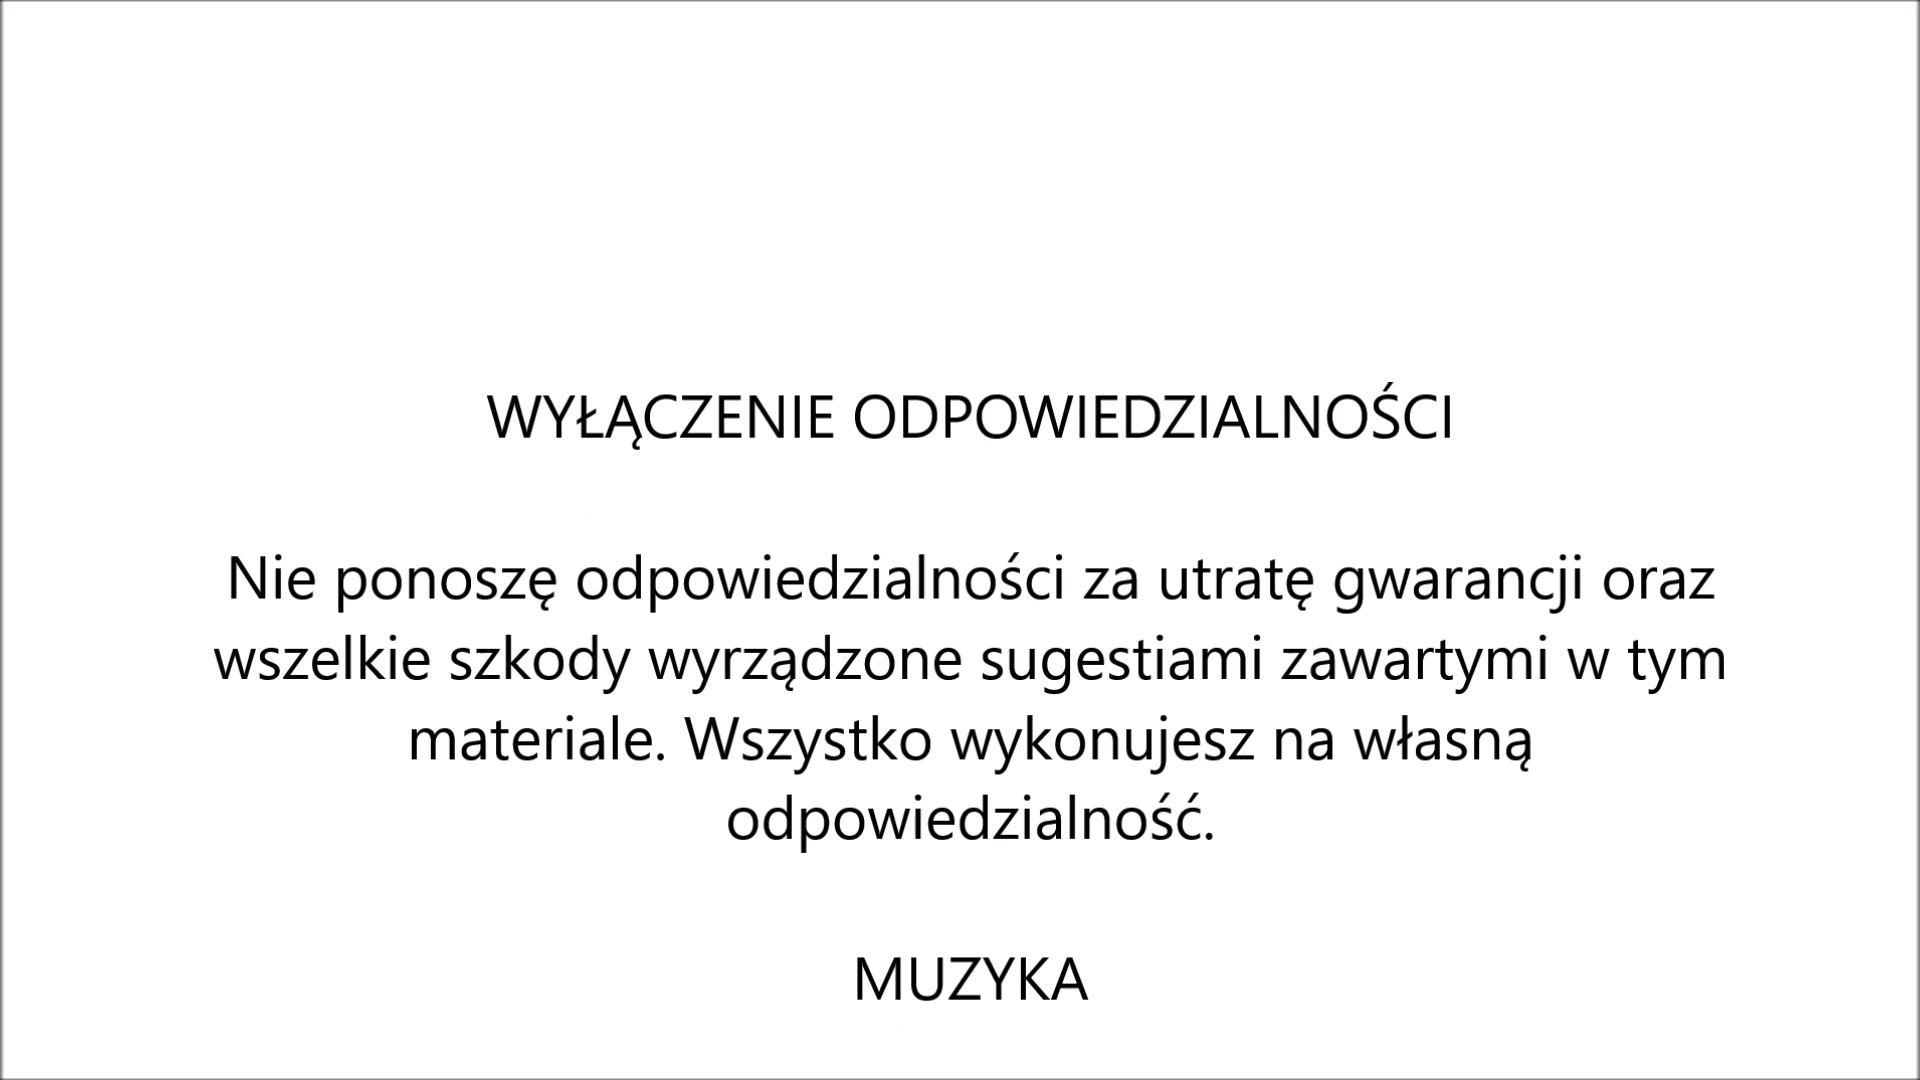 WYŁĄCZENIE ODPOWIEDZIALNOŚCI
Nie ponoszę odpowiedzialności za utratę gwarancji oraz
wszelkie szkody wyrządzone sugestiami zawartymi w tym
materiale. Wszystko wykonujesz na własną
odpowiedzialność.
MUZYKA